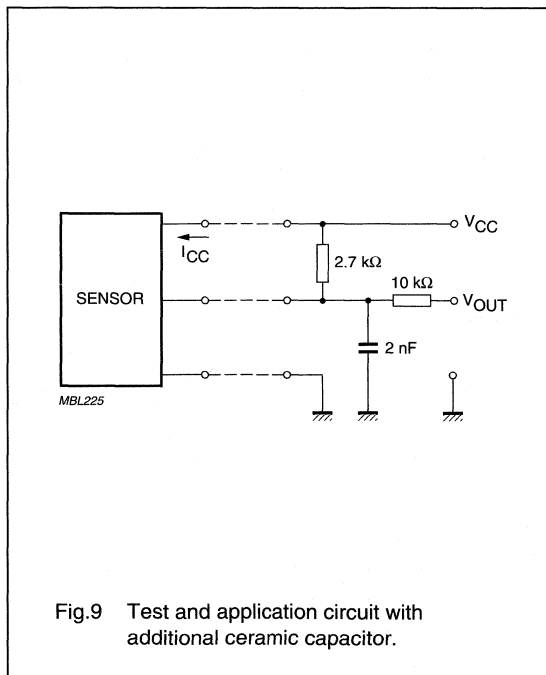 VCC
ICC
2.7 kΩ
10 kΩ
SENSOR
VOUT
2 nF
MBL225
Fig.9 Test and application circuit with
additional ceramic capacitor.